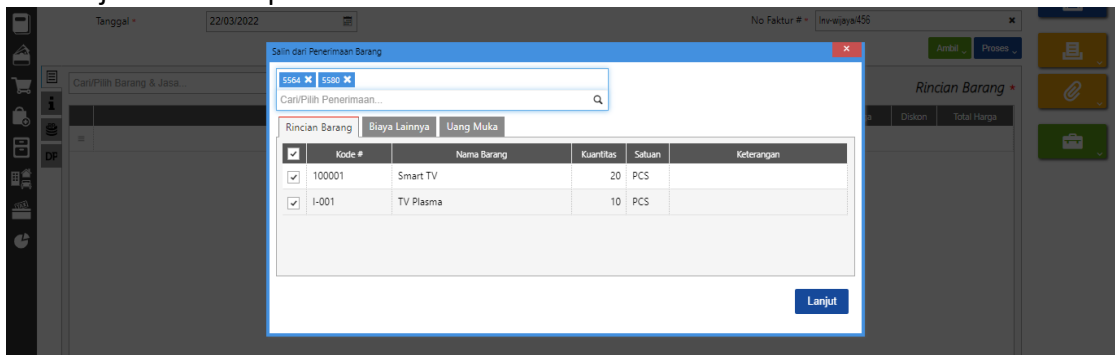 Tanggal * 22/03/2022 No Faktur # * Inv-wijaya/456
Salin dari Penerimaan Barang
Ambil Proses
5564 5580
Cari/Pilih Barang & Jasa...
Cari/Pilih Penerimaan...
Rincian Barang *
Rincian Barang Biaya Lainnya Uang Muka
Diskon Total Harga
Kode # Nama Barang Kuantitas Satuan Keterangan
DP
100001 Smart TV 20 PCS
I-001 TV Plasma 10 PCS
Lanjut